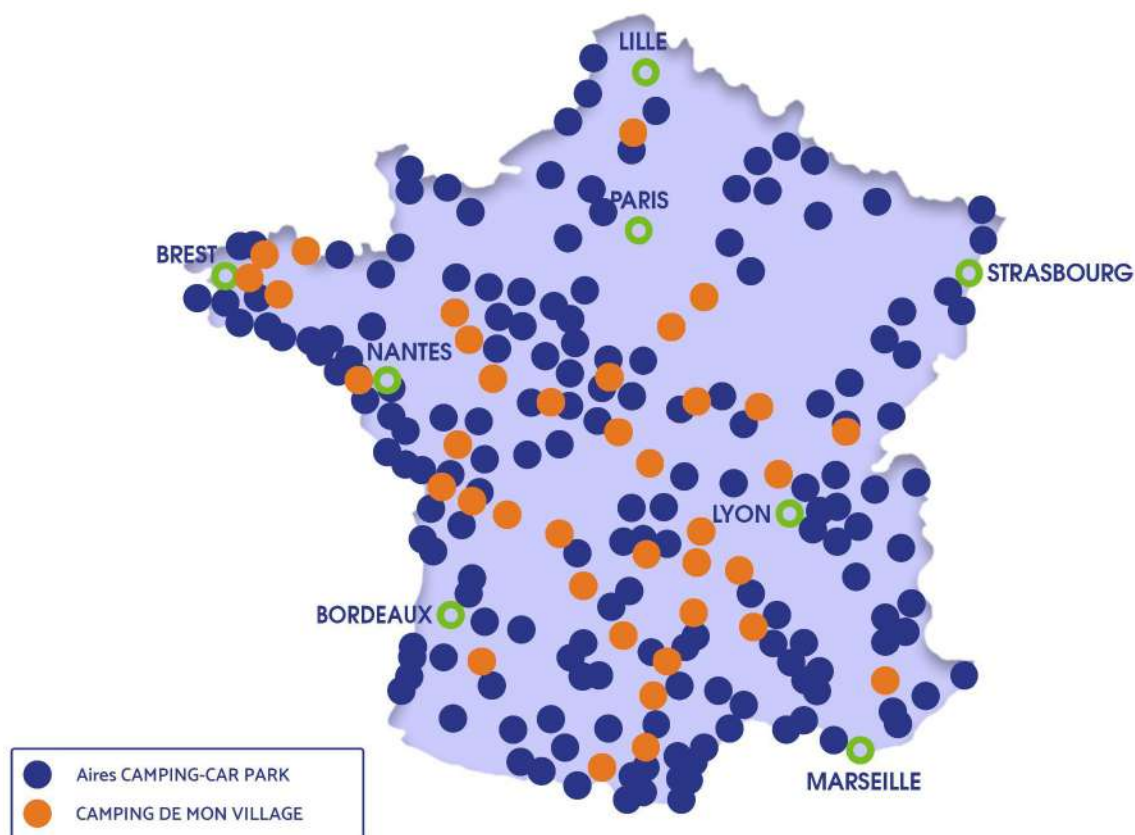 LILLE
PARIS
BREST
STRASBOURG
NANTES
LYON
BORDEAUX
MARSEILLE
Aires CAMPING-CAR PARK
CAMPING DE MON VILLAGE